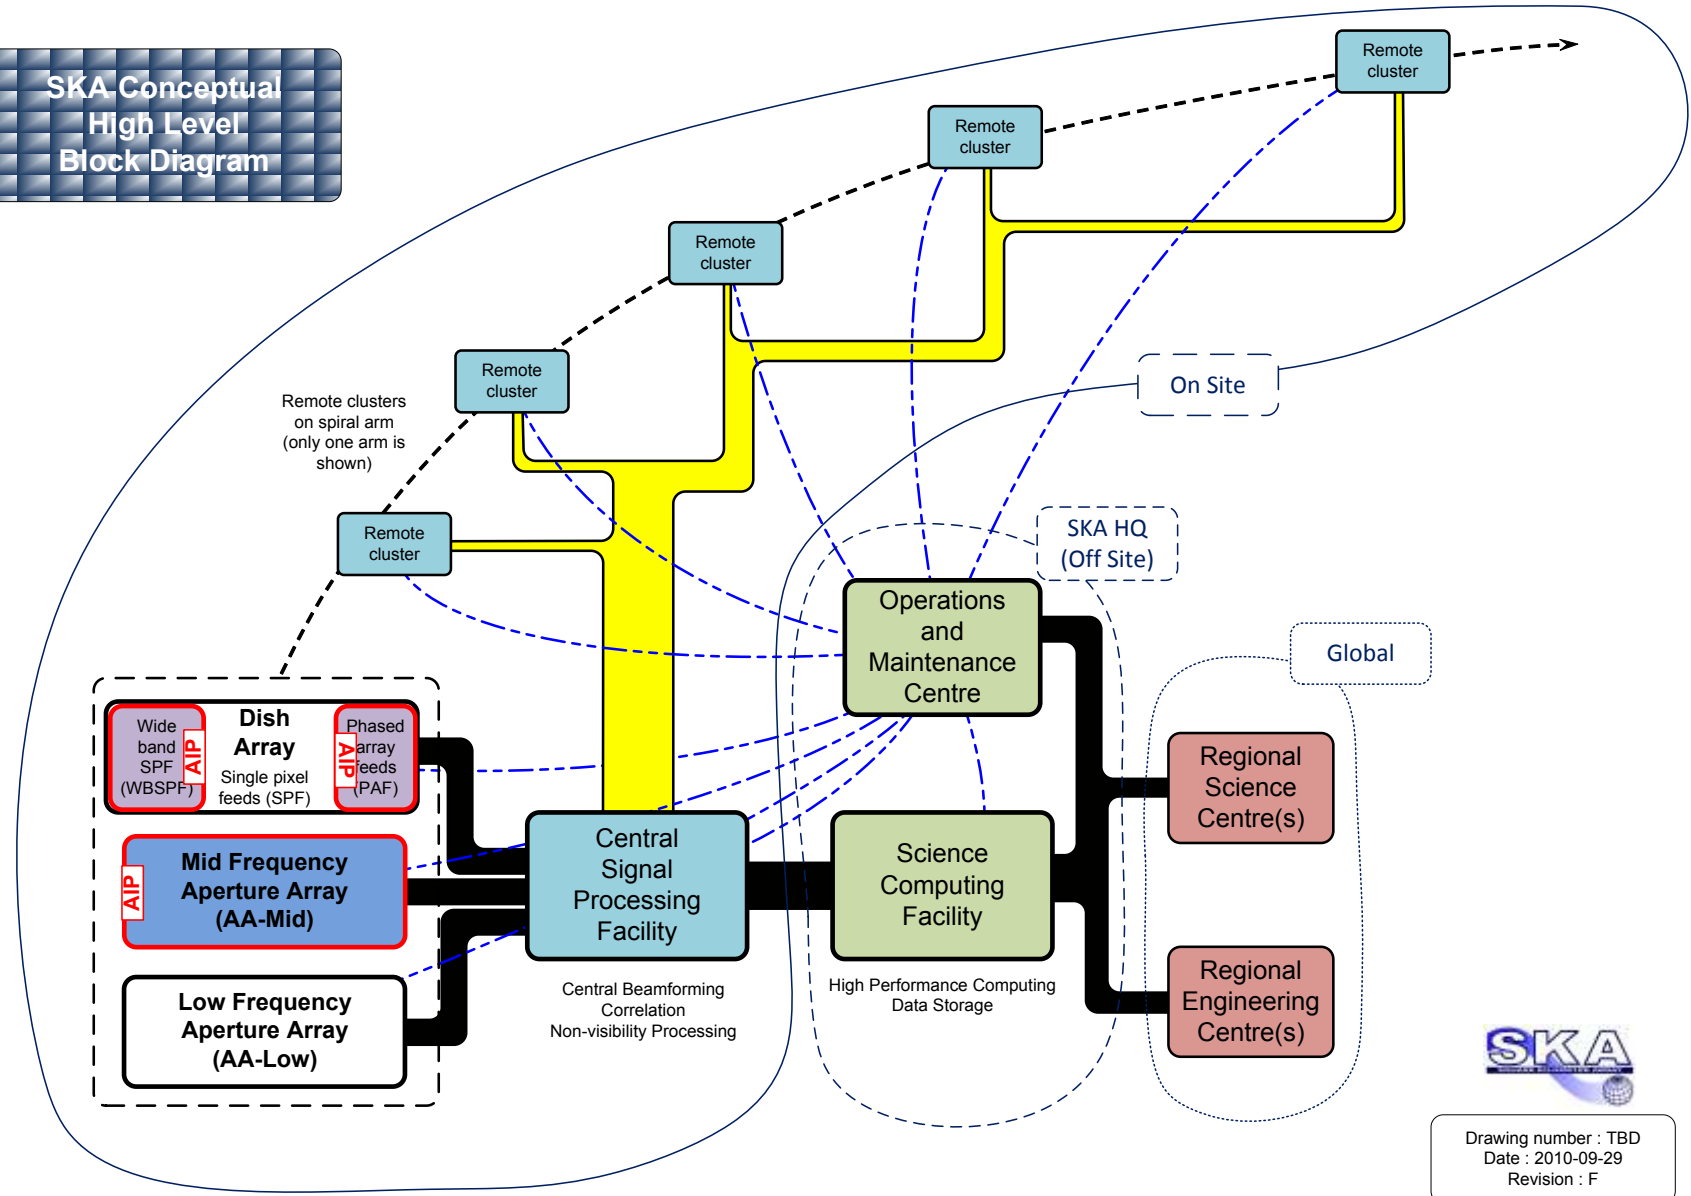 SKA Conceptual
High Level
Block Diagram
Remote
cluster
Remote
cluster
Remote
cluster
Remote
cluster
Remote clusters
on spiral arm
(only one arm is
shown)
Remote
cluster
On Site
SKA HQ
(Off Site)
Global
Operations
and
Maintenance
Centre
Wide
band
SPF
(WBSPF)
AIP
Dish
Array
Single pixel
feeds (SPF)
Phased
array
feeds
(PAF)
AIP
Mid Frequency
Aperture Array
(AA-Mid)
AIP
Low Frequency
Aperture Array
(AA-Low)
Central
Signal
Processing
Facility
Central Beamforming
Correlation
Non-visibility Processing
Science
Computing
Facility
High Performance Computing
Data Storage
Regional
Science
Centre(s)
Regional
Engineering
Centre(s)
SKA
Drawing number : TBD
Date : 2010-09-29
Revision : F